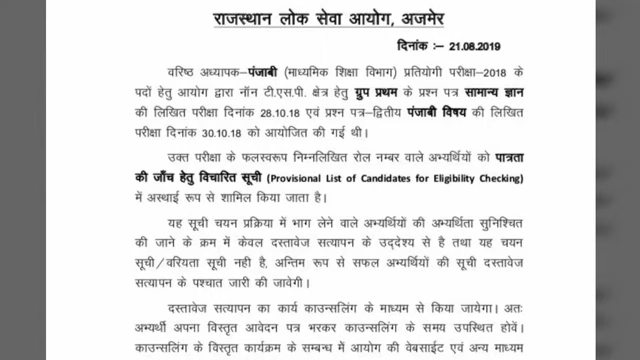 राजस्थान लोक सेवा आयोग, अजमेर
दिनांक :– 21.08.2019
वरिष्ठ अध्यापक–पंजाबी (माध्यमिक शिक्षा विभाग) प्रतियोगी परीक्षा–2018 के
पदों हेतु आयोग द्वारा नॉन टी.एस.पी. क्षेत्र हेतु ग्रुप प्रथम के प्रश्न पत्र सामान्य ज्ञान
की लिखित परीक्षा दिनांक 28.10.18 एवं प्रश्न पत्र–द्वितीय पंजाबी विषय की लिखित
परीक्षा दिनांक 30.10.18 को आयोजित की गई थी।
उक्त परीक्षा के फलस्वरूप निम्नलिखित रोल नम्बर वाले अभ्यर्थियों को पात्रता
की जाँच हेतु विचारित सूची (Provisional List of Candidates for Eligibility Checking)
में अस्थाई रूप से शामिल किया जाता है।
यह सूची चयन प्रक्रिया में भाग लेने वाले अभ्यर्थियों की अभ्यर्थिता सुनिश्चित
की जाने के क्रम में केवल दस्तावेज सत्यापन के उद्देश्य से है तथा यह चयन
सूची/वरियता सूची नही है, अन्तिम रूप से सफल अभ्यर्थियों की सूची दस्तावेज
सत्यापन के पश्चात जारी की जावेगी।
दस्तावेज सत्यापन का कार्य काउन्सलिंग के माध्यम से किया जायेगा। अतः
अभ्यर्थी अपना विस्तृत आवेदन पत्र भरकर काउन्सलिंग के समय उपस्थित होवें।
काउन्सलिंग के विस्तृत कार्यक्रम के सम्बन्ध में आयोग की वेबसाईट एवं अन्य माध्यम